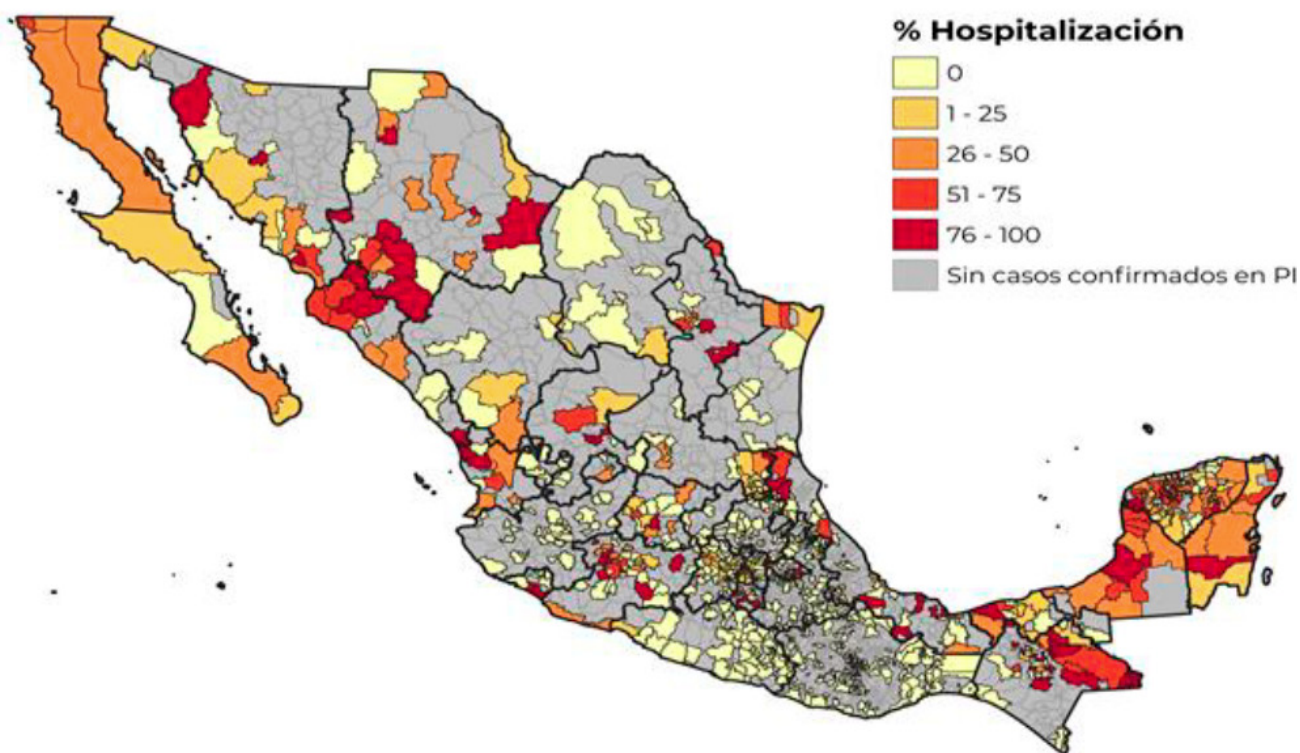 % Hospitalización
0
1 - 25
26 - 50
51 - 75
76 - 100
Sin casos confirmados en PI